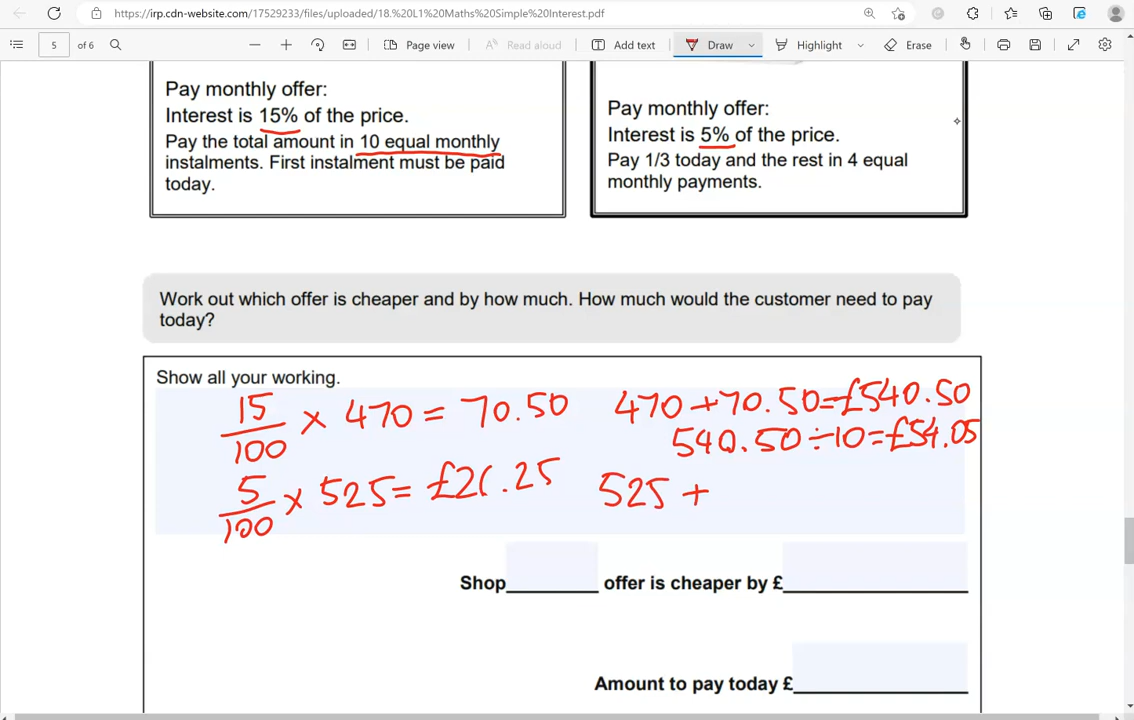 https://irp.cdn-website.com/17529233/files/uploaded/18.%20L1%20Maths%20Simple%20Interest.pdf
5 of 6
Page view
Read aloud
Add text
Draw
Highlight
Erase
Pay monthly offer:
Interest is 15% of the price.
Pay the total amount in 10 equal monthly
instalments. First instalment must be paid
today.
Pay monthly offer:
Interest is 5% of the price.
Pay 1/3 today and the rest in 4 equal
monthly payments.
Work out which offer is cheaper and by how much. How much would the customer need to pay
today?
Show all your working.
15/100 × 470 = 70.50
470 + 70.50 = £540.50
540.50 ÷ 10 = £54.05
5/100 × 525 = £26.25
525 +
Shop offer is cheaper by £
Amount to pay today £